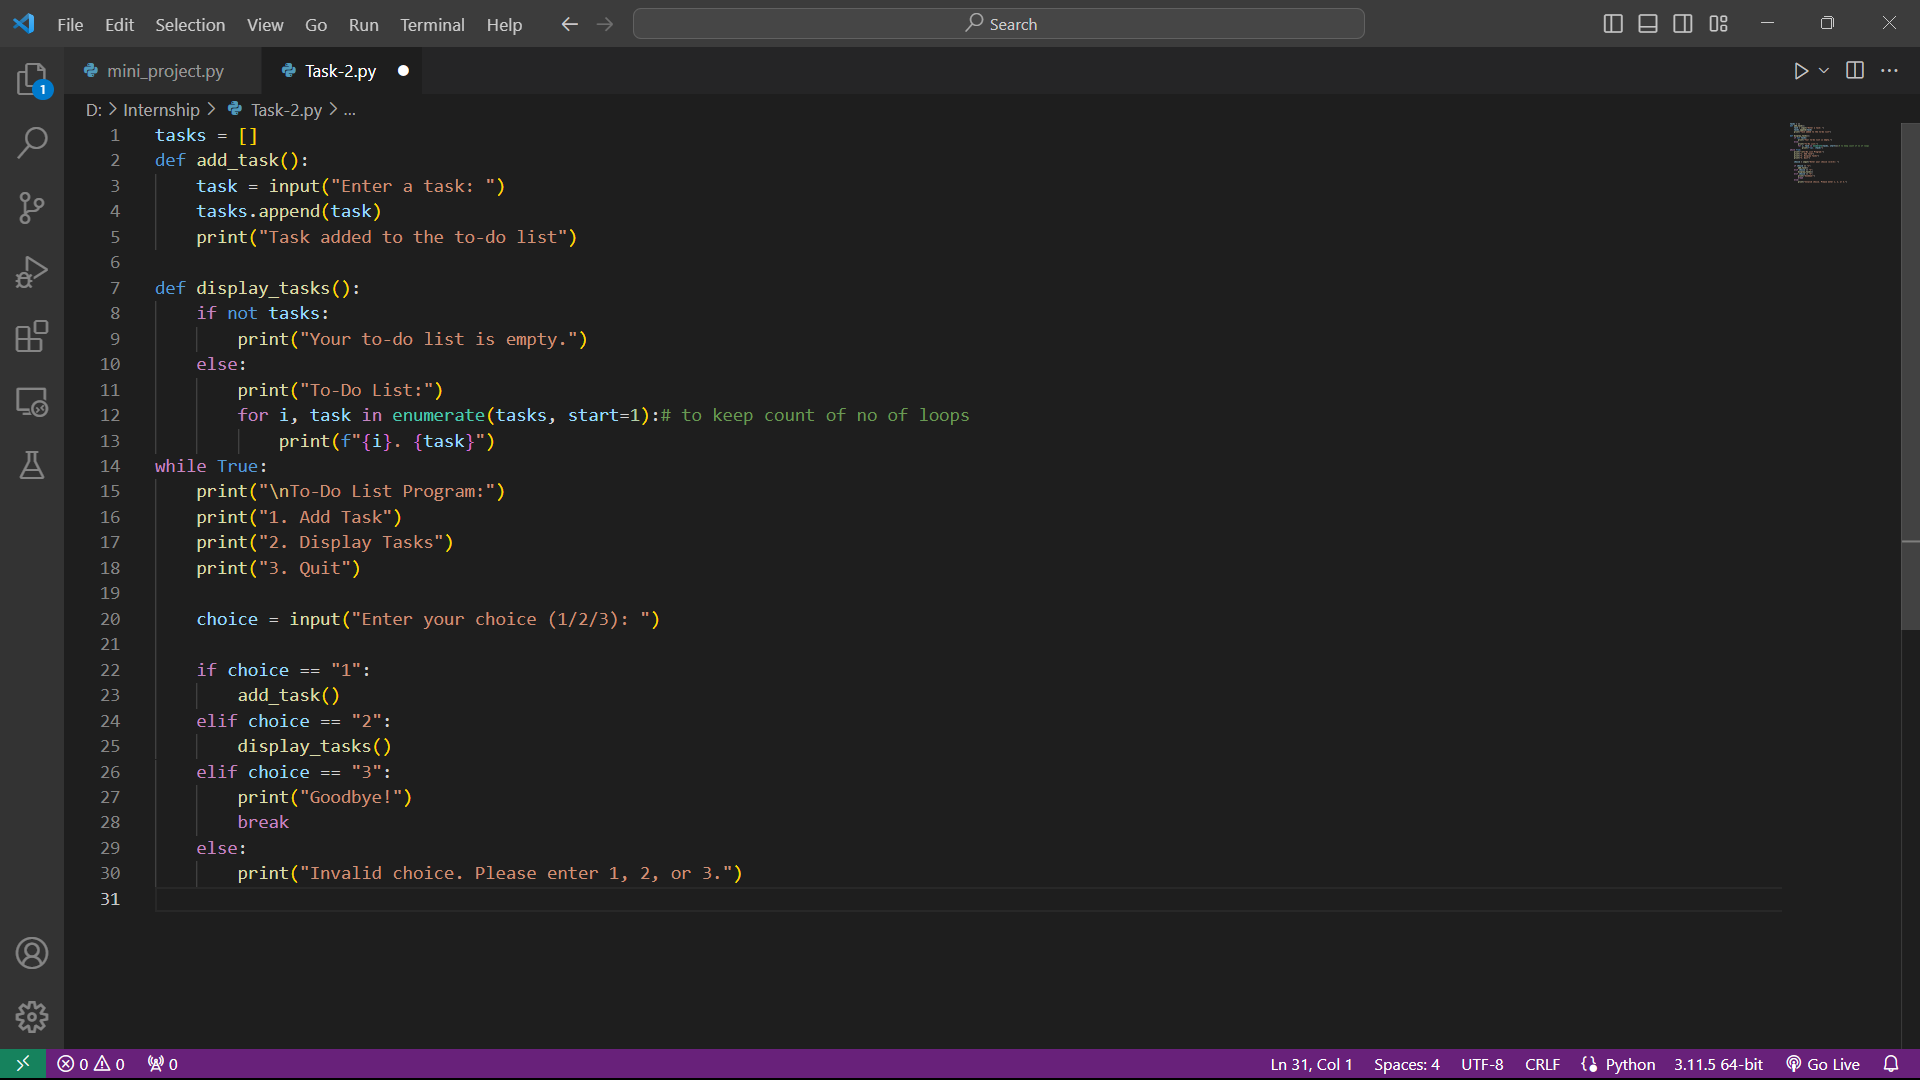 File Edit Selection View Go Run Terminal Help Search
1
mini_project.py Task-2.py
D: > Internship > Task-2.py > ...
1 tasks = []
2 def add_task():
3     task = input("Enter a task: ")
4     tasks.append(task)
5     print("Task added to the to-do list")
6
7 def display_tasks():
8     if not tasks:
9         print("Your to-do list is empty.")
10     else:
11         print("To-Do List:")
12         for i, task in enumerate(tasks, start=1):# to keep count of no of loops
13             print(f"{i}. {task}")
14 while True:
15     print("\nTo-Do List Program:")
16     print("1. Add Task")
17     print("2. Display Tasks")
18     print("3. Quit")
19
20     choice = input("Enter your choice (1/2/3): ")
21
22     if choice == "1":
23         add_task()
24     elif choice == "2":
25         display_tasks()
26     elif choice == "3":
27         print("Goodbye!")
28         break
29     else:
30         print("Invalid choice. Please enter 1, 2, or 3.")
31
0 0 0 Ln 31, Col 1 Spaces: 4 UTF-8 CRLF Python 3.11.5 64-bit Go Live